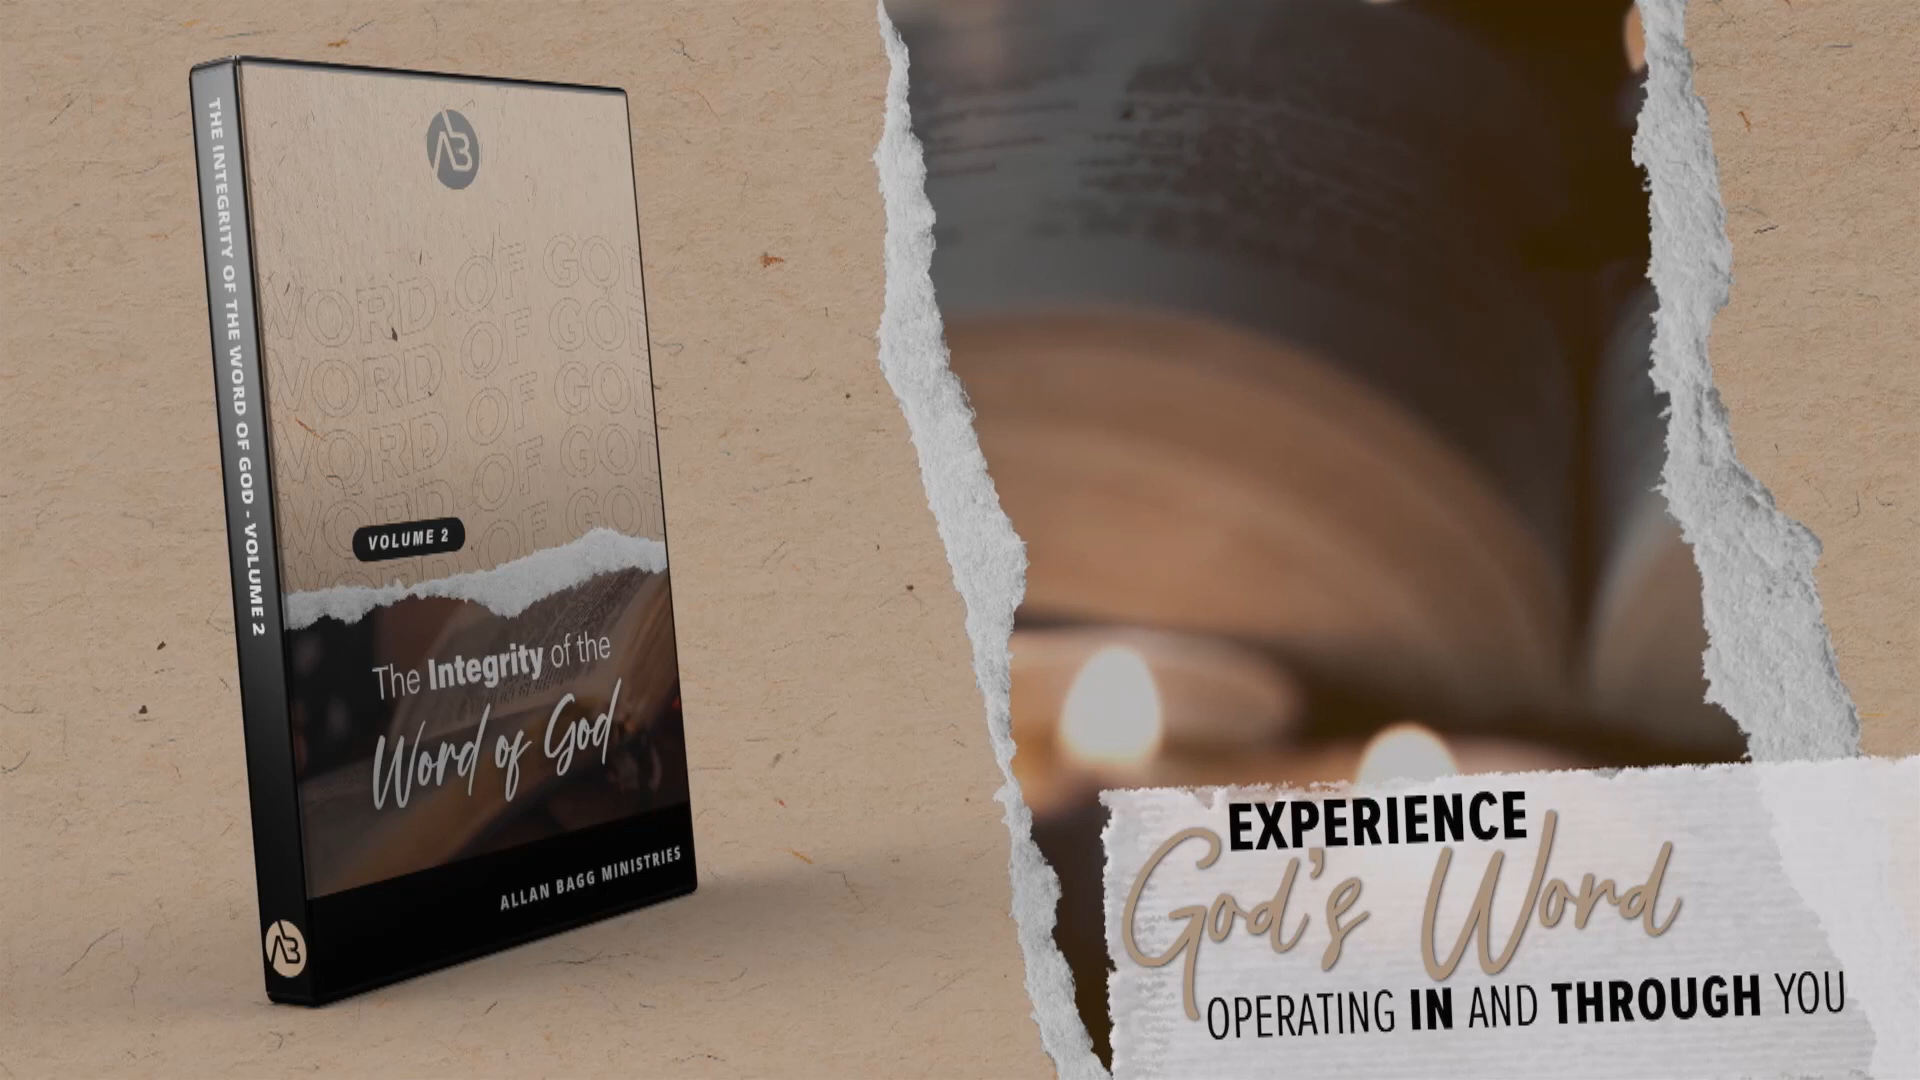 THE INTEGRITY OF THE WORD OF GOD - VOLUME 2
AB
WORD OF GOD
WORD OF GOD
WORD OF GOD
WORD OF GOD
VOLUME 2
The Integrity of the
Word of God
ALLAN BAGG MINISTRIES
AB
EXPERIENCE
God's Word
OPERATING IN AND THROUGH YOU